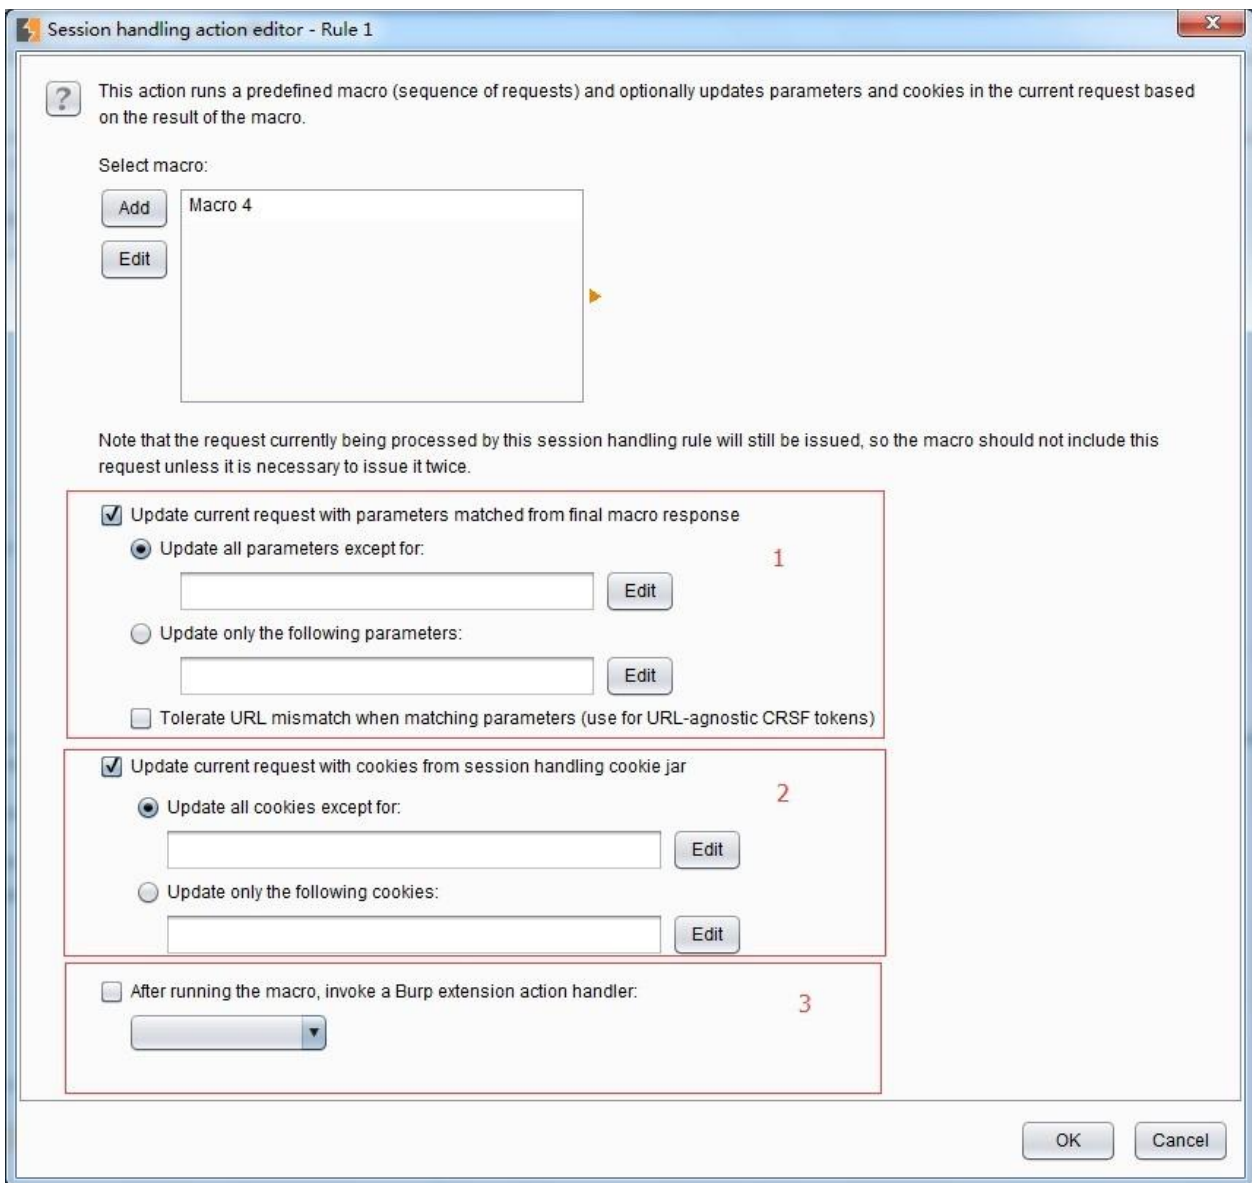 Session handling action editor - Rule 1
This action runs a predefined macro (sequence of requests) and optionally updates parameters and cookies in the current request based
on the result of the macro.
Select macro:
Add
Macro 4
Edit
Note that the request currently being processed by this session handling rule will still be issued, so the macro should not include this
request unless it is necessary to issue it twice.
Update current request with parameters matched from final macro response
Update all parameters except for:
1
Edit
Update only the following parameters:
Edit
Tolerate URL mismatch when matching parameters (use for URL-agnostic CRSF tokens)
Update current request with cookies from session handling cookie jar
2
Update all cookies except for:
Edit
Update only the following cookies:
Edit
After running the macro, invoke a Burp extension action handler:
3
OK
Cancel